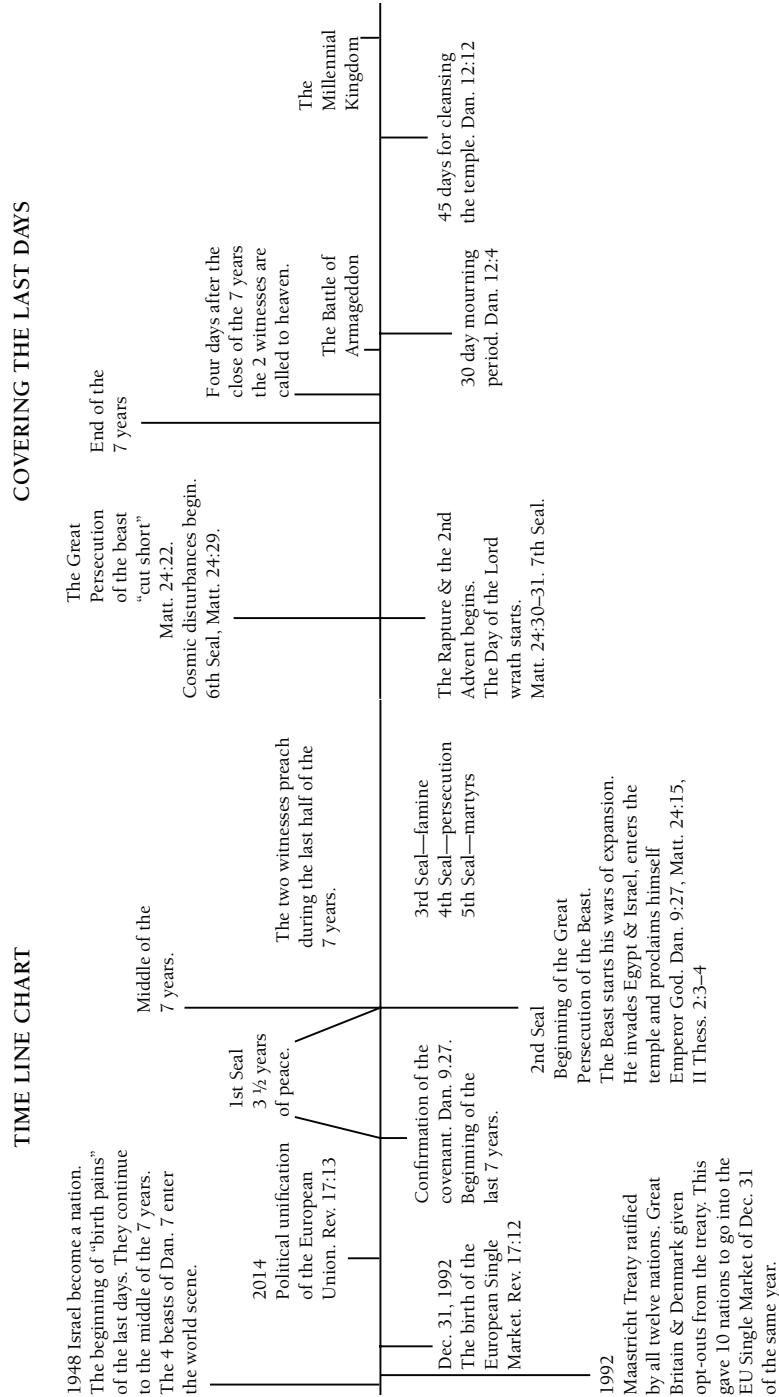 TIME LINE CHART
COVERING THE LAST DAYS
1948 Israel become a nation.
The beginning of “birth pains”
of the last days. They continue
to the middle of the 7 years.
The 4 beasts of Dan. 7 enter
the world scene.
1992
Maastricht Treaty ratified
by all twelve nations. Great
Britain & Denmark given
opt-outs from the treaty. This
gave 10 nations to go into the
EU Single Market of Dec. 31
of the same year.
Dec. 31, 1992
The birth of the
European Single
Market. Rev. 17:12
2014
Political unification
of the European
Union. Rev. 17:13
Confirmation of the
covenant. Dan. 9.27.
Beginning of the
last 7 years.
1st Seal
3 ½ years
of peace.
Middle of the
7 years.
2nd Seal
Beginning of the Great
Persecution of the Beast.
The Beast starts his wars of expansion.
He invades Egypt & Israel, enters the
temple and proclaims himself
Emperor God. Dan. 9:27, Matt. 24:15,
II Thess. 2:3–4
The two witnesses preach
during the last half of the
7 years.
3rd Seal—famine
4th Seal—persecution
5th Seal—martyrs
The Great
Persecution
of the beast
“cut short”
Matt. 24:22.
Cosmic disturbances begin.
6th Seal, Matt. 24:29.
The Rapture & the 2nd
Advent begins.
The Day of the Lord
wrath starts.
Matt. 24:30–31. 7th Seal.
End of the
7 years
Four days after the
close of the 7 years
the 2 witnesses are
called to heaven.
The Battle of
Armageddon
30 day mourning
period. Dan. 12:4
45 days for cleansing
the temple. Dan. 12:12
The
Millennial
Kingdom